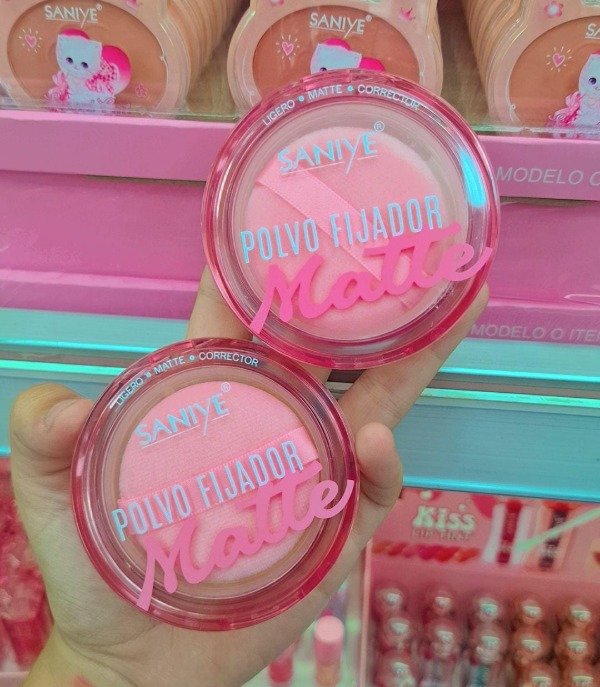 SANIYE®
SANIYE®
SANIYE®
LIGERO • MATTE • CORRECTOR
SANIYE®
POLVO FIJADOR
Matte
MODELO O
MODELO O ITE
LIGERO • MATTE • CORRECTOR
SANIYE®
POLVO FIJADOR
Matte
Kiss